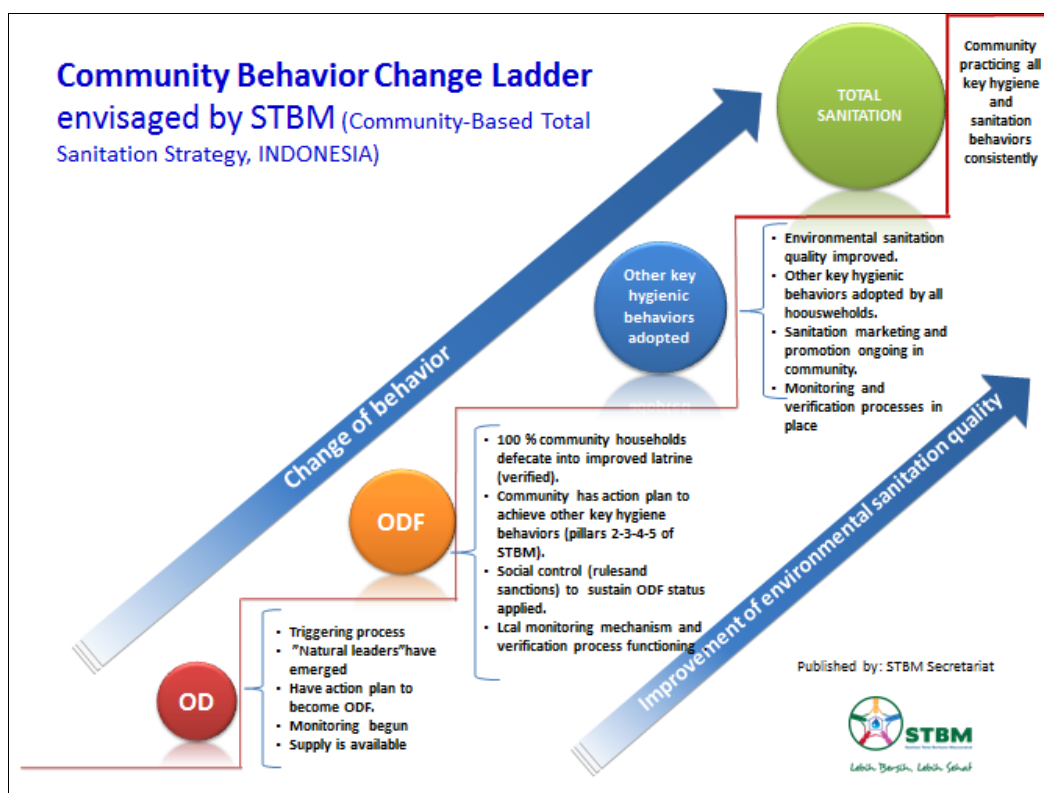 Community Behavior Change Ladder
envisaged by STBM (Community-Based Total
Sanitation Strategy, INDONESIA)
TOTAL
SANITATION
Community
practicing all
key hygiene
and
sanitation
behaviors
consistently
Change of behavior
Other key
hygienic
behaviors
adopted
• Environmental sanitation
quality improved.
• Other key hygienic
behaviors adopted by all
hoousweholds.
• Sanitation marketing and
promotion ongoing in
community.
• Monitoring and
verification processes in
place
ODF
• 100 % community households
defecate into improved latrine
(verified).
• Community has action plan to
achieve other key hygiene
behaviors (pillars 2-3-4-5 of
STBM).
• Social control (rulesand
sanctions) to sustain ODF status
applied.
• Lcal monitoring mechanism and
verification process functioning .
OD
• Triggering process
• "Natural leaders"have
emerged
• Have action plan to
become ODF.
• Monitoring begun
• Supply is available
Improvement of environmental sanitation quality
Published by: STBM Secretariat
STBM
Lebih Bersih, Lebih Sehat